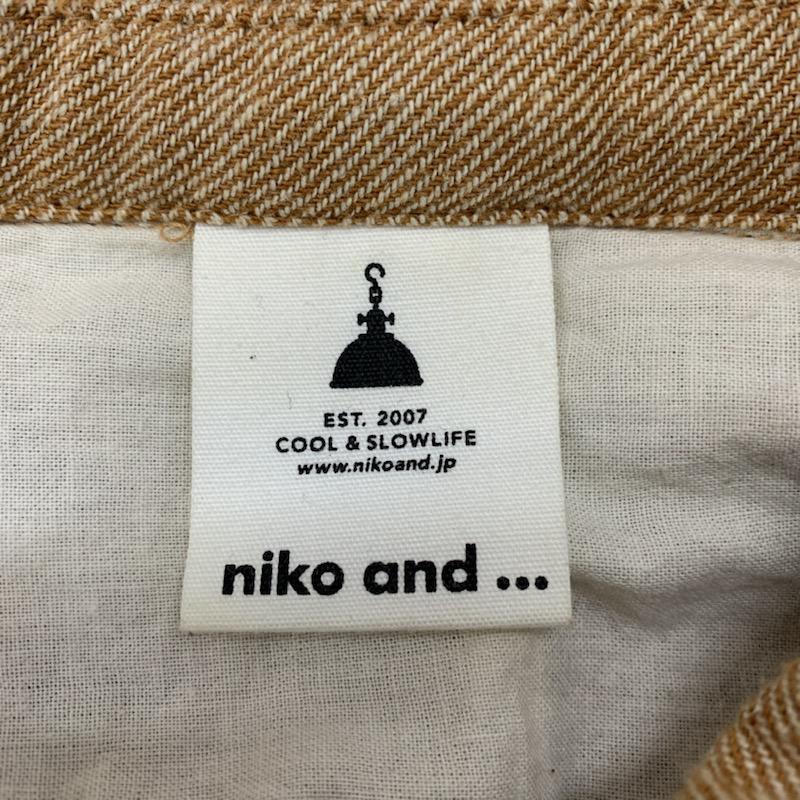 EST. 2007
COOL & SLOWLIFE
www.nikoand.jp
niko and ...